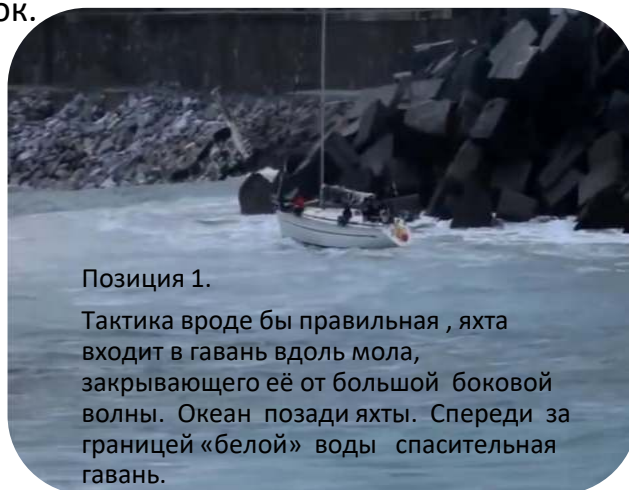 ок.
Позиция 1.
Тактика вроде бы правильная , яхта
входит в гавань вдоль мола,
закрывающего её от большой боковой
волны. Океан позади яхты. Спереди за
границей «белой» воды спасительная
гавань.